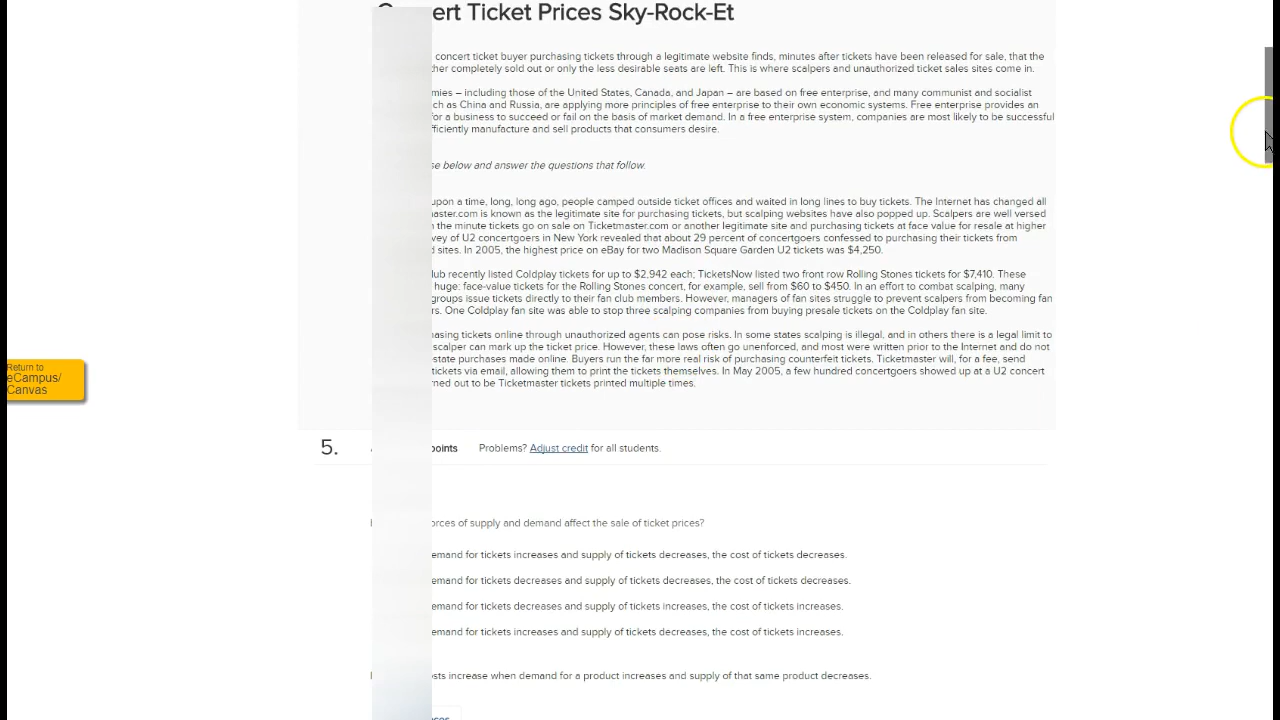 ert Ticket Prices Sky-Rock-Et
concert ticket buyer purchasing tickets through a legitimate website finds, minutes after tickets have been released for sale, that the
her completely sold out or only the less desirable seats are left. This is where scalpers and unauthorized ticket sales sites come in.
mies – including those of the United States, Canada, and Japan – are based on free enterprise, and many communist and socialist
ch as China and Russia, are applying more principles of free enterprise to their own economic systems. Free enterprise provides an
for a business to succeed or fail on the basis of market demand. In a free enterprise system, companies are most likely to be successful
fficiently manufacture and sell products that consumers desire.
se below and answer the questions that follow.
upon a time, long, long ago, people camped outside ticket offices and waited in long lines to buy tickets. The Internet has changed all
naster.com is known as the legitimate site for purchasing tickets, but scalping websites have also popped up. Scalpers are well versed
n the minute tickets go on sale on Ticketmaster.com or another legitimate site and purchasing tickets at face value for resale at higher
vey of U2 concertgoers in New York revealed that about 29 percent of concertgoers confessed to purchasing their tickets from
d sites. In 2005, the highest price on eBay for two Madison Square Garden U2 tickets was $4,250.
ub recently listed Coldplay tickets for up to $2,942 each; TicketsNow listed two front row Rolling Stones tickets for $7,410. These
huge: face-value tickets for the Rolling Stones concert, for example, sell from $60 to $450. In an effort to combat scalping, many
groups issue tickets directly to their fan club members. However, managers of fan sites struggle to prevent scalpers from becoming fan
rs. One Coldplay fan site was able to stop three scalping companies from buying presale tickets on the Coldplay fan site.
hasing tickets online through unauthorized agents can pose risks. In some states scalping is illegal, and in others there is a legal limit to
scalper can mark up the ticket price. However, these laws often go unenforced, and most were written prior to the Internet and do not
state purchases made online. Buyers run the far more real risk of purchasing counterfeit tickets. Ticketmaster will, for a fee, send
tickets via email, allowing them to print the tickets themselves. In May 2005, a few hundred concertgoers showed up at a U2 concert
rned out to be Ticketmaster tickets printed multiple times.
Return to
eCampus/
Canvas
5. points Problems? Adjust credit for all students.
orces of supply and demand affect the sale of ticket prices?
emand for tickets increases and supply of tickets decreases, the cost of tickets decreases.
emand for tickets decreases and supply of tickets decreases, the cost of tickets decreases.
emand for tickets decreases and supply of tickets increases, the cost of tickets increases.
emand for tickets increases and supply of tickets decreases, the cost of tickets increases.
sts increase when demand for a product increases and supply of that same product decreases.